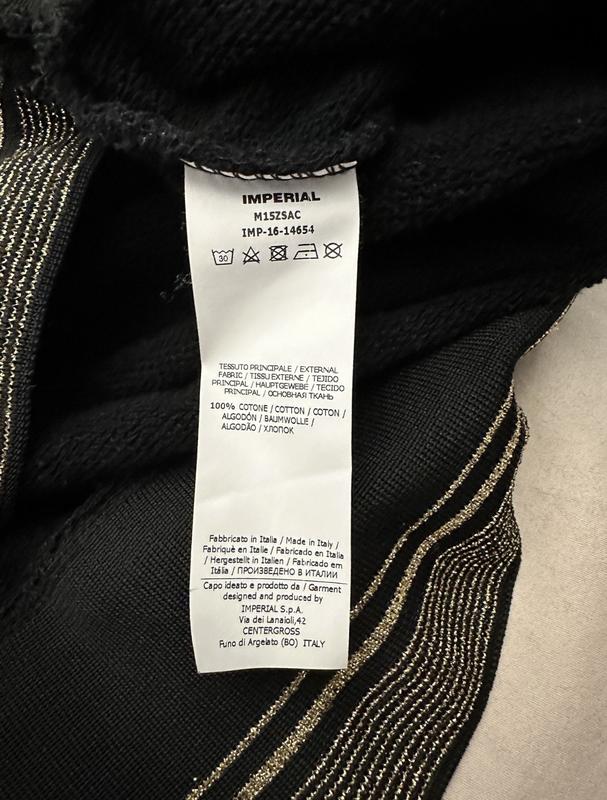 IMPERIAL
M15ZSAC
IMP-16-14654
30
TESSUTO PRINCIPALE / EXTERNAL
FABRIC / TISSU EXTERNE / TEJIDO
PRINCIPAL / HAUPTGEWEBE / TECIDO
PRINCIPAL / ОСНОВНАЯ ТКАНЬ
100% COTONE / COTTON / COTON /
ALGODÓN / BAUMWOLLE /
ALGODÃO / ХЛОПОК
Fabbricato in Italia / Made in Italy /
Fabriqué en Italie / Fabricado en Italia
/ Hergestellt in Italien / Fabricado em
Itália / ПРОИЗВЕДЕНО В ИТАЛИИ
Capo ideato e prodotto da / Garment
designed and produced by
IMPERIAL S.p.A.
Via dei Lanaioli,42
CENTERGROSS
Funo di Argelato (BO) ITALY